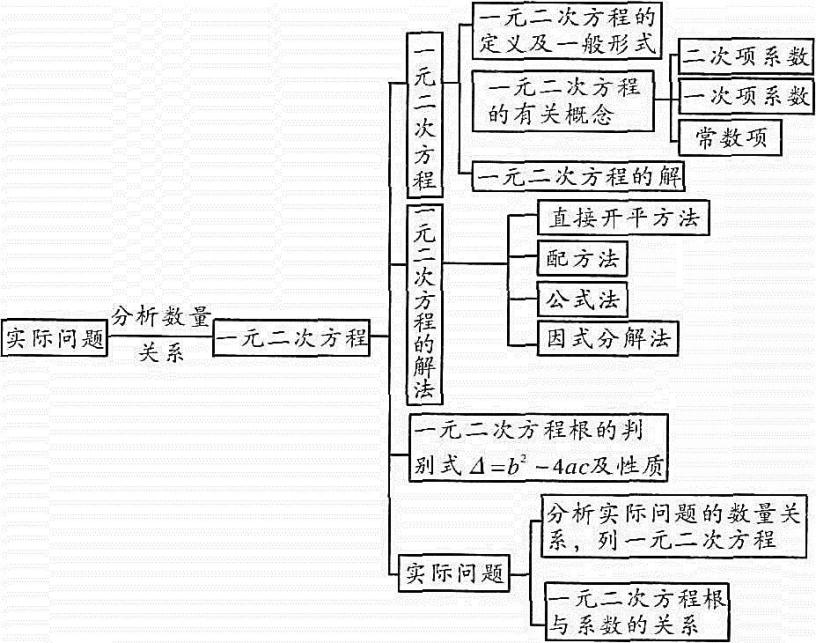 实际问题
分析数量
关系
一元二次方程
一元二次方程
一元二次方程的
定义及一般形式
一元二次方程
的有关概念
二次项系数
一次项系数
常数项
一元二次方程的解
一元二次方程的解法
直接开平方法
配方法
公式法
因式分解法
一元二次方程根的判
别式 Δ=b²-4ac及性质
实际问题
分析实际问题的数量关
系，列一元二次方程
一元二次方程根
与系数的关系